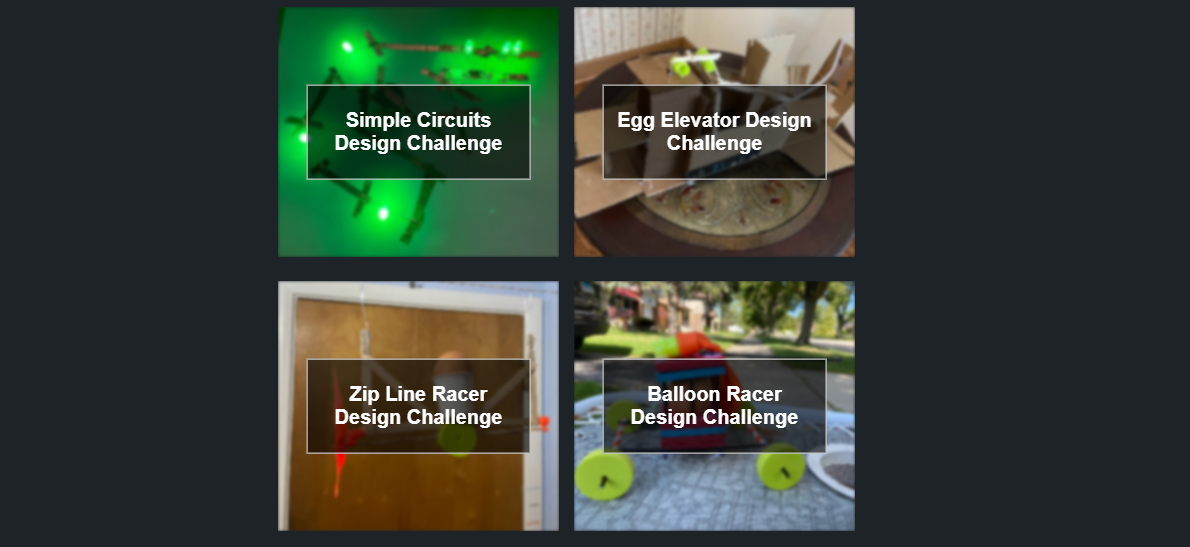 Simple Circuits
Design Challenge
Egg Elevator Design
Challenge
Zip Line Racer
Design Challenge
Balloon Racer
Design Challenge